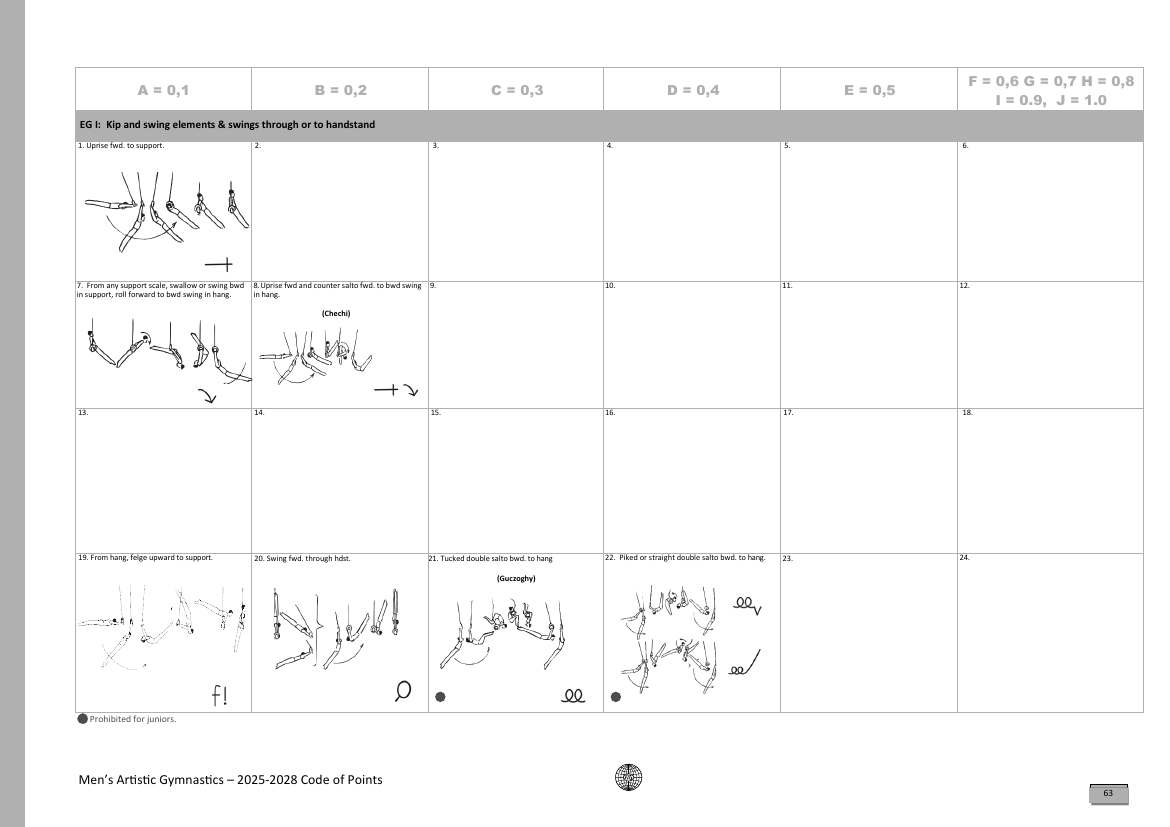 A = 0,1
B = 0,2
C = 0,3
D = 0,4
E = 0,5
F = 0,6 G = 0,7 H = 0,8
I = 0.9, J = 1.0
EG I: Kip and swing elements & swings through or to handstand
1. Uprise fwd. to support.
2.
3.
4.
5.
6.
7. From any support scale, swallow or swing bwd
in support, roll forward to bwd swing in hang.
8. Uprise fwd and counter salto fwd. to bwd swing
in hang.
(Chechi)
9.
10.
11.
12.
13.
14.
15.
16.
17.
18.
19. From hang, felge upward to support.
f!
20. Swing fwd. through hdst.
21. Tucked double salto bwd. to hang
(Guczoghy)
22. Piked or straight double salto bwd. to hang.
23.
24.
Prohibited for juniors.
Men's Artistic Gymnastics – 2025-2028 Code of Points
63